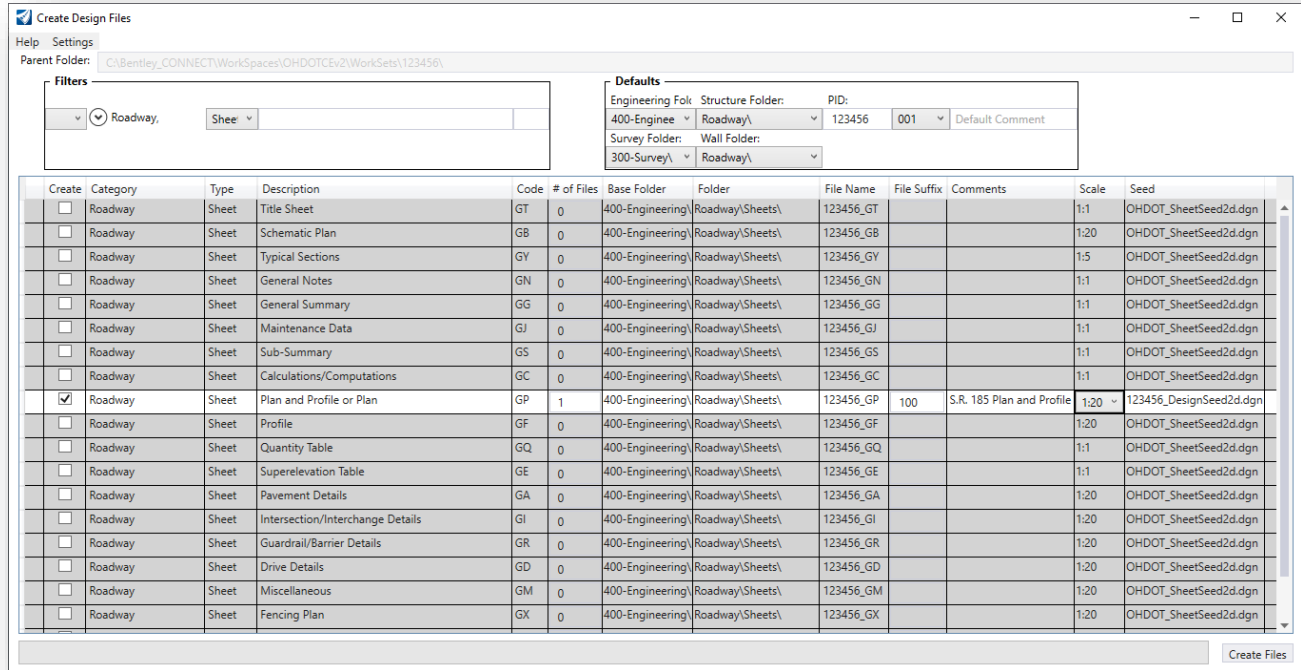 Create Design Files
Help Settings
Parent Folder: C:\Bentley_CONNECT\WorkSpaces\OHDOTCEv2\WorkSets\123456\
Filters
Roadway, Shee
Defaults
Engineering Fold Structure Folder: PID:
400-Enginee Roadway\ 123456 001 Default Comment
Survey Folder: Wall Folder:
300-Survey\ Roadway\
Create Category Type Description Code # of Files Base Folder Folder File Name File Suffix Comments Scale Seed
Roadway Sheet Title Sheet GT 0 400-Engineering\ Roadway\Sheets\ 123456_GT 1:1 OHDOT_SheetSeed2d.dgn
Roadway Sheet Schematic Plan GB 0 400-Engineering\ Roadway\Sheets\ 123456_GB 1:20 OHDOT_SheetSeed2d.dgn
Roadway Sheet Typical Sections GY 0 400-Engineering\ Roadway\Sheets\ 123456_GY 1:5 OHDOT_SheetSeed2d.dgn
Roadway Sheet General Notes GN 0 400-Engineering\ Roadway\Sheets\ 123456_GN 1:1 OHDOT_SheetSeed2d.dgn
Roadway Sheet General Summary GG 0 400-Engineering\ Roadway\Sheets\ 123456_GG 1:1 OHDOT_SheetSeed2d.dgn
Roadway Sheet Maintenance Data GJ 0 400-Engineering\ Roadway\Sheets\ 123456_GJ 1:1 OHDOT_SheetSeed2d.dgn
Roadway Sheet Sub-Summary GS 0 400-Engineering\ Roadway\Sheets\ 123456_GS 1:1 OHDOT_SheetSeed2d.dgn
Roadway Sheet Calculations/Computations GC 0 400-Engineering\ Roadway\Sheets\ 123456_GC 1:1 OHDOT_SheetSeed2d.dgn
Roadway Sheet Plan and Profile or Plan GP 1 400-Engineering\ Roadway\Sheets\ 123456_GP 100 S.R. 185 Plan and Profile 1:20 123456_DesignSeed2d.dgn
Roadway Sheet Profile GF 0 400-Engineering\ Roadway\Sheets\ 123456_GF 1:20 OHDOT_SheetSeed2d.dgn
Roadway Sheet Quantity Table GQ 0 400-Engineering\ Roadway\Sheets\ 123456_GQ 1:1 OHDOT_SheetSeed2d.dgn
Roadway Sheet Superelevation Table GE 0 400-Engineering\ Roadway\Sheets\ 123456_GE 1:1 OHDOT_SheetSeed2d.dgn
Roadway Sheet Pavement Details GA 0 400-Engineering\ Roadway\Sheets\ 123456_GA 1:20 OHDOT_SheetSeed2d.dgn
Roadway Sheet Intersection/Interchange Details GI 0 400-Engineering\ Roadway\Sheets\ 123456_GI 1:20 OHDOT_SheetSeed2d.dgn
Roadway Sheet Guardrail/Barrier Details GR 0 400-Engineering\ Roadway\Sheets\ 123456_GR 1:20 OHDOT_SheetSeed2d.dgn
Roadway Sheet Drive Details GD 0 400-Engineering\ Roadway\Sheets\ 123456_GD 1:20 OHDOT_SheetSeed2d.dgn
Roadway Sheet Miscellaneous GM 0 400-Engineering\ Roadway\Sheets\ 123456_GM 1:20 OHDOT_SheetSeed2d.dgn
Roadway Sheet Fencing Plan GX 0 400-Engineering\ Roadway\Sheets\ 123456_GX 1:20 OHDOT_SheetSeed2d.dgn
Create Files